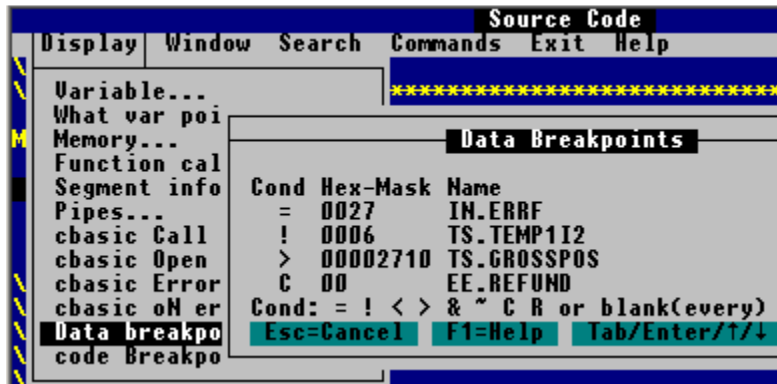 Source Code
Display Window Search Commands Exit Help
Variable...
****************************
What var poi
Data Breakpoints
M Memory...
Function cal
Segment info
Pipes...
cbasic Call
cbasic Open
cbasic Error
cbasic oN er
Data breakpo
code Breakpo
Cond Hex-Mask Name
= 0027 IN.ERRF
! 0006 TS.TEMP1I2
> 00002710 TS.GROSSPOS
C 00 EE.REFUND
Cond: = ! < > & ~ C R or blank(every)
Esc=Cancel F1=Help Tab/Enter/↑/↓